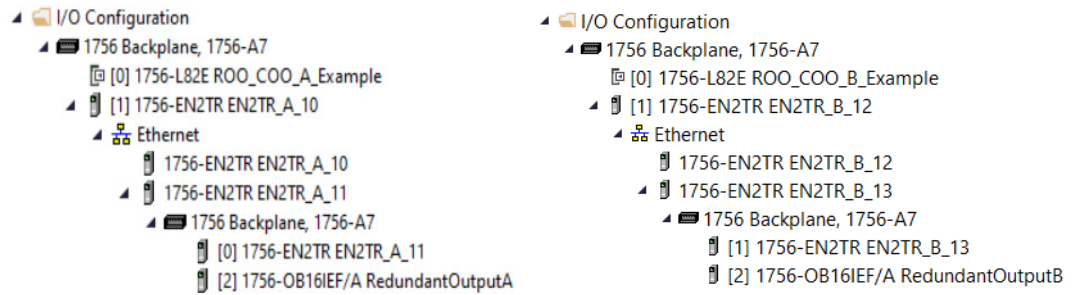 I/O Configuration
1756 Backplane, 1756-A7
[0] 1756-L82E ROO_COO_A_Example
[1] 1756-EN2TR EN2TR_A_10
Ethernet
1756-EN2TR EN2TR_A_10
1756-EN2TR EN2TR_A_11
1756 Backplane, 1756-A7
[0] 1756-EN2TR EN2TR_A_11
[2] 1756-OB16IEF/A RedundantOutputA
I/O Configuration
1756 Backplane, 1756-A7
[0] 1756-L82E ROO_COO_B_Example
[1] 1756-EN2TR EN2TR_B_12
Ethernet
1756-EN2TR EN2TR_B_12
1756-EN2TR EN2TR_B_13
1756 Backplane, 1756-A7
[1] 1756-EN2TR EN2TR_B_13
[2] 1756-OB16IEF/A RedundantOutputB